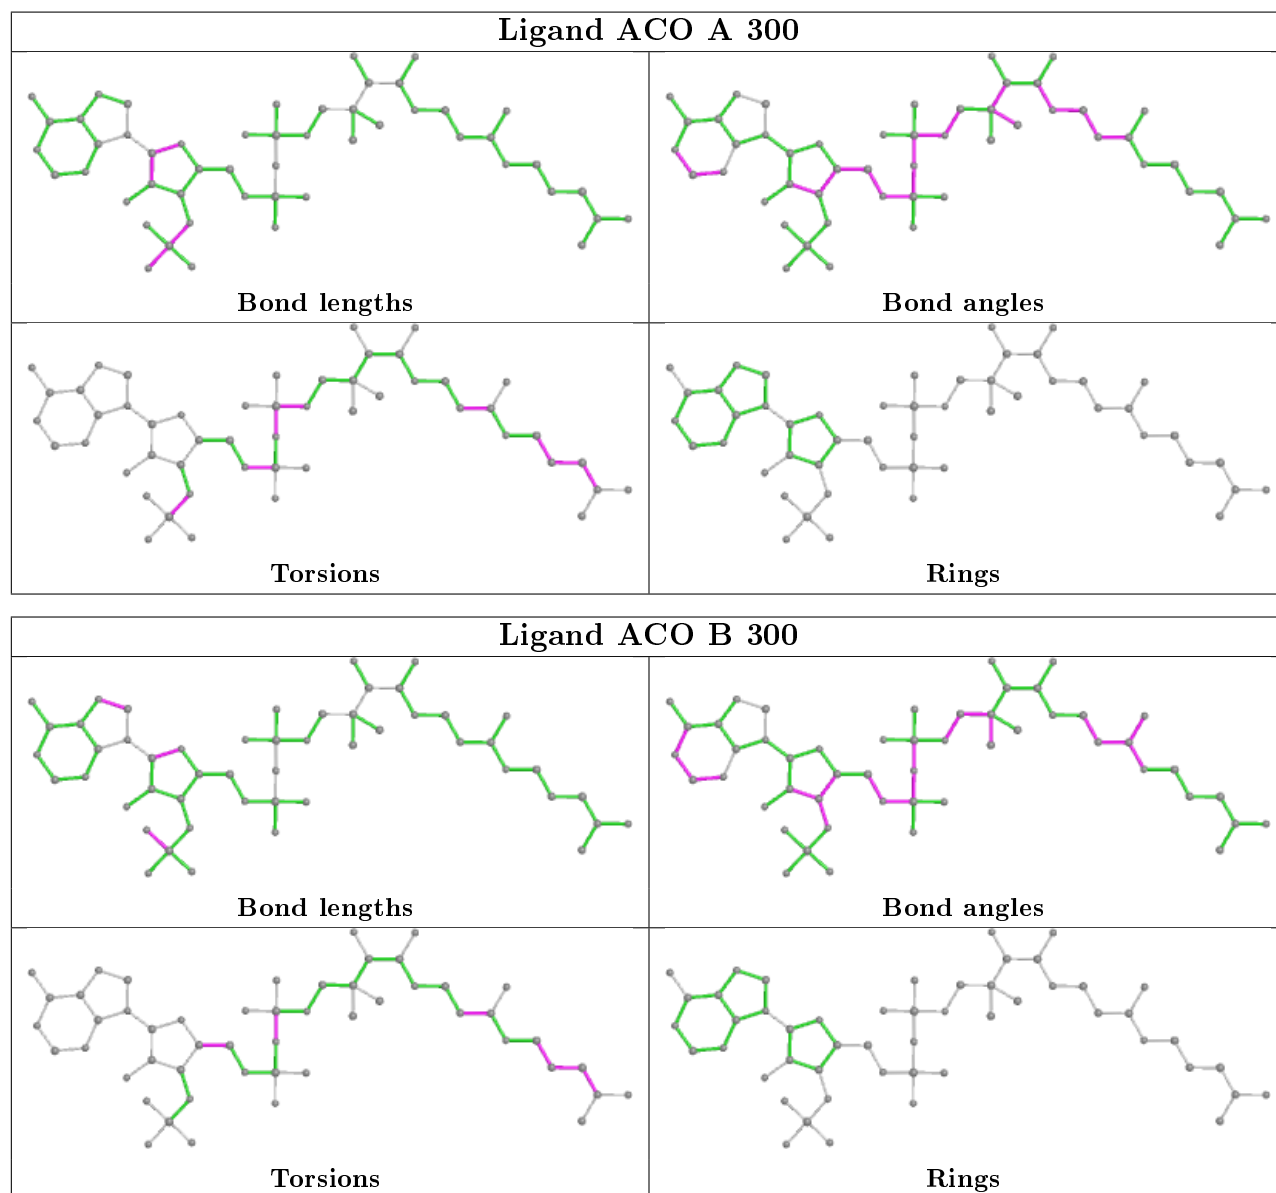 Ligand ACO A 300
Bond lengths
Bond angles
Torsions
Rings
Ligand ACO B 300
Bond lengths
Bond angles
Torsions
Rings